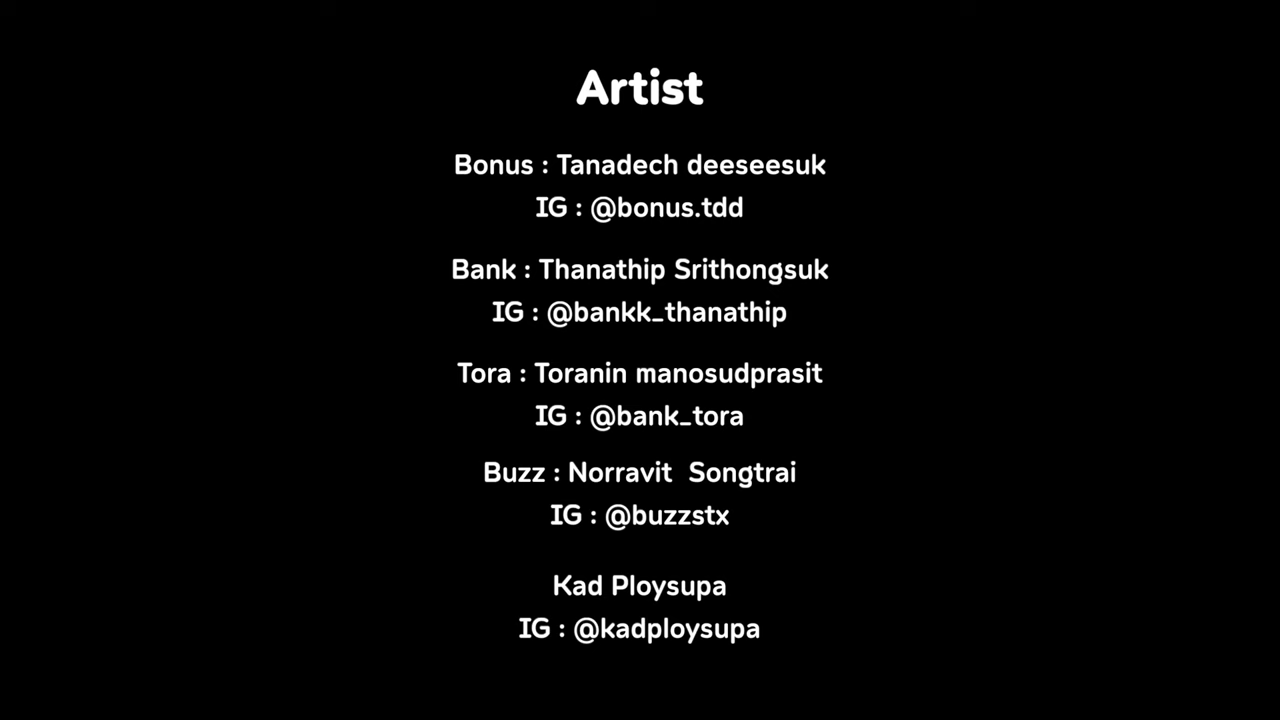 Artist
Bonus : Tanadech deeseesuk
IG : @bonus.tdd
Bank : Thanathip Srithongsuk
IG : @bankk_thanathip
Tora : Toranin manosudprasit
IG : @bank_tora
Buzz : Norravit  Songtrai
IG : @buzzstx
Kad Ploysupa
IG : @kadploysupa